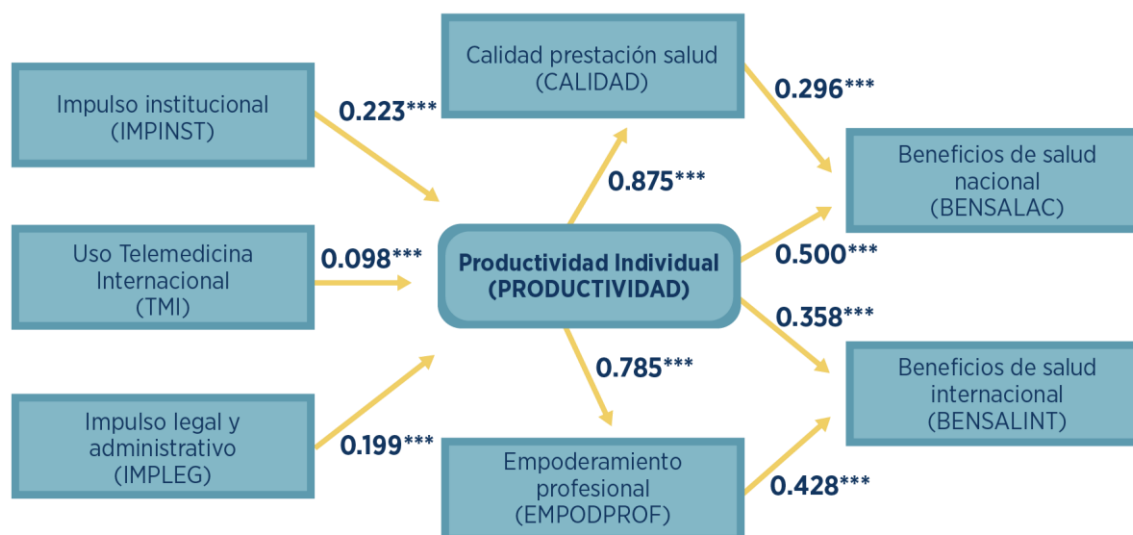 Calidad prestación salud
(CALIDAD)
Impulso institucional
(IMPINST)
0.223***
0.296***
Beneficios de salud
nacional
(BENSALAC)
0.875***
Uso Telemedicina
Internacional
(TMI)
0.098***
Productividad Individual
(PRODUCTIVIDAD)
0.500***
0.358***
0.785***
Beneficios de salud
internacional
(BENSALINT)
Impulso legal y
administrativo
(IMPLEG)
0.199***
Empoderamiento
profesional
(EMPODPROF)
0.428***